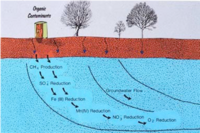 Organic
Contaminants
CH₄ Production
SO₄ Reduction
Fe (III) Reduction
Groundwater Flow
Mn(IV) Reduction
NO₃ Reduction
O₂ Reduction